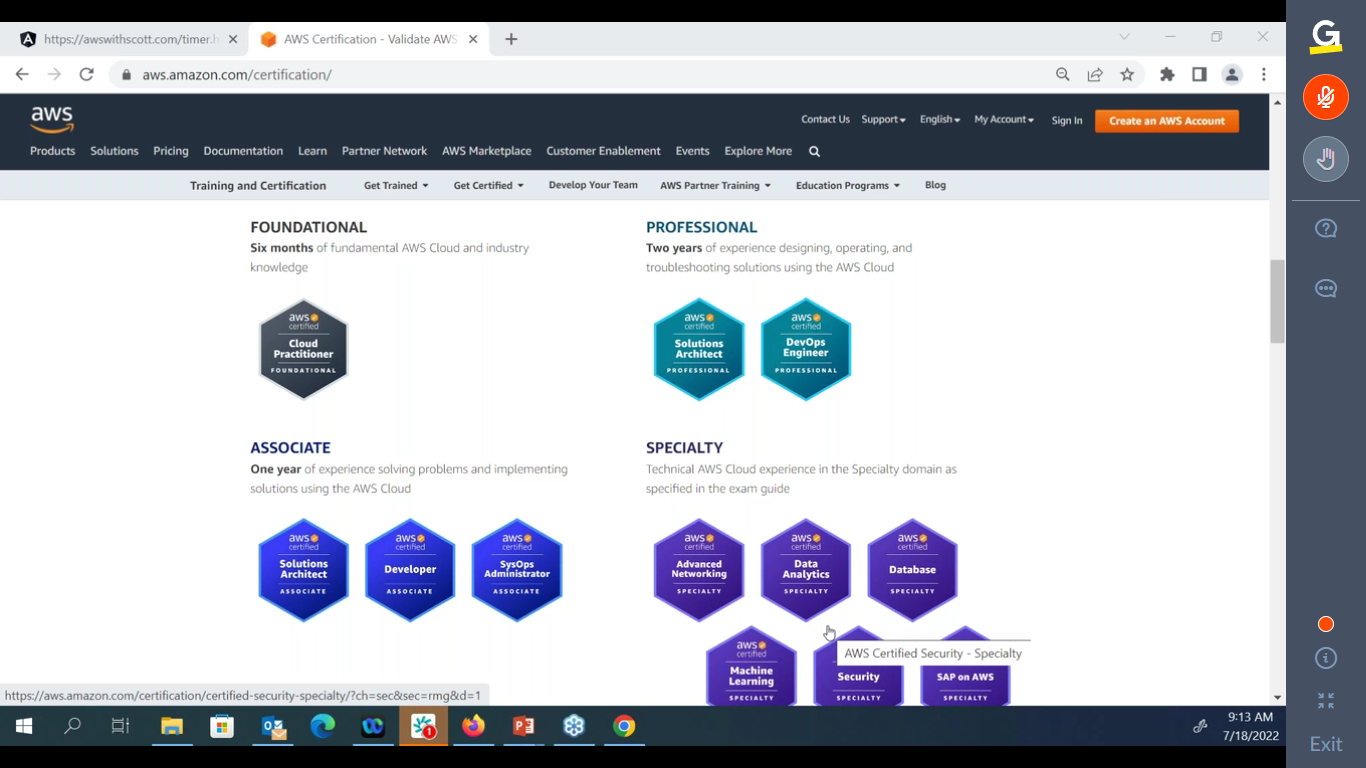 https://awswithscott.com/timer.h
AWS Certification - Validate AWS
aws.amazon.com/certification/
aws
Contact Us Support English My Account Sign In Create an AWS Account
Products Solutions Pricing Documentation Learn Partner Network AWS Marketplace Customer Enablement Events Explore More
Training and Certification Get Trained Get Certified Develop Your Team AWS Partner Training Education Programs Blog
FOUNDATIONAL
Six months of fundamental AWS Cloud and industry
knowledge
aws
certified
Cloud
Practitioner
FOUNDATIONAL
PROFESSIONAL
Two years of experience designing, operating, and
troubleshooting solutions using the AWS Cloud
aws
certified
Solutions
Architect
PROFESSIONAL
aws
certified
DevOps
Engineer
PROFESSIONAL
ASSOCIATE
One year of experience solving problems and implementing
solutions using the AWS Cloud
aws
certified
Solutions
Architect
ASSOCIATE
aws
certified
Developer
ASSOCIATE
aws
certified
SysOps
Administrator
ASSOCIATE
SPECIALTY
Technical AWS Cloud experience in the Specialty domain as
specified in the exam guide
aws
certified
Advanced
Networking
SPECIALTY
aws
certified
Data
Analytics
SPECIALTY
aws
certified
Database
SPECIALTY
aws
certified
Machine
Learning
SPECIALTY
AWS Certified Security - Specialty
Security
SPECIALTY
SAP on AWS
SPECIALTY
https://aws.amazon.com/certification/certified-security-specialty/?ch=sec&sec=rmg&d=1
1
9:13 AM
7/18/2022
G
Exit